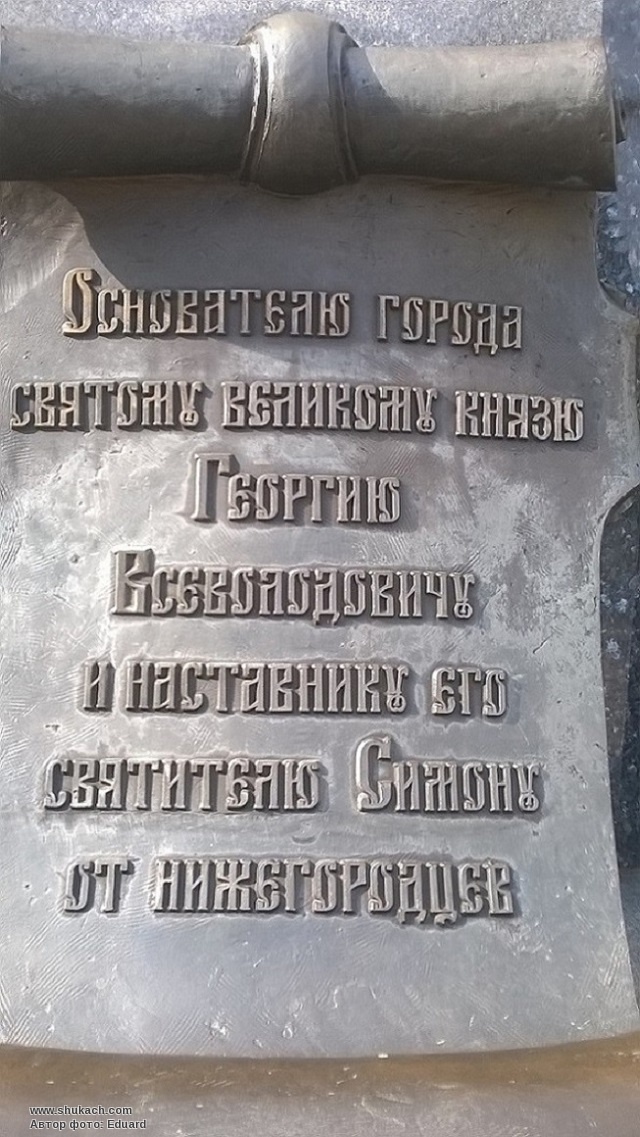 Основателю города
святому великому князю
Георгию
Всеволодовичу
и наставнику его
святителю Симону
от нижегородцев
www.shukach.com
Автор фото: Eduard